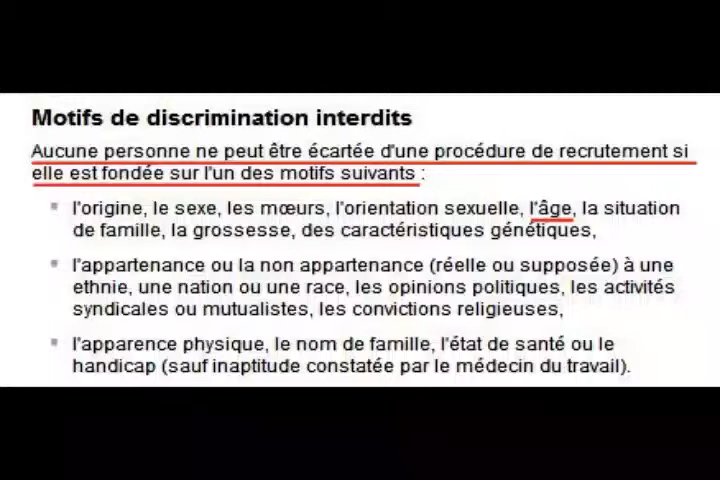 Motifs de discrimination interdits
Aucune personne ne peut être écartée d'une procédure de recrutement si
elle est fondée sur l'un des motifs suivants :
l'origine, le sexe, les mœurs, l'orientation sexuelle, l'âge, la situation
de famille, la grossesse, des caractéristiques génétiques,
l'appartenance ou la non appartenance (réelle ou supposée) à une
ethnie, une nation ou une race, les opinions politiques, les activités
syndicales ou mutualistes, les convictions religieuses,
l'apparence physique, le nom de famille, l'état de santé ou le
handicap (sauf inaptitude constatée par le médecin du travail).